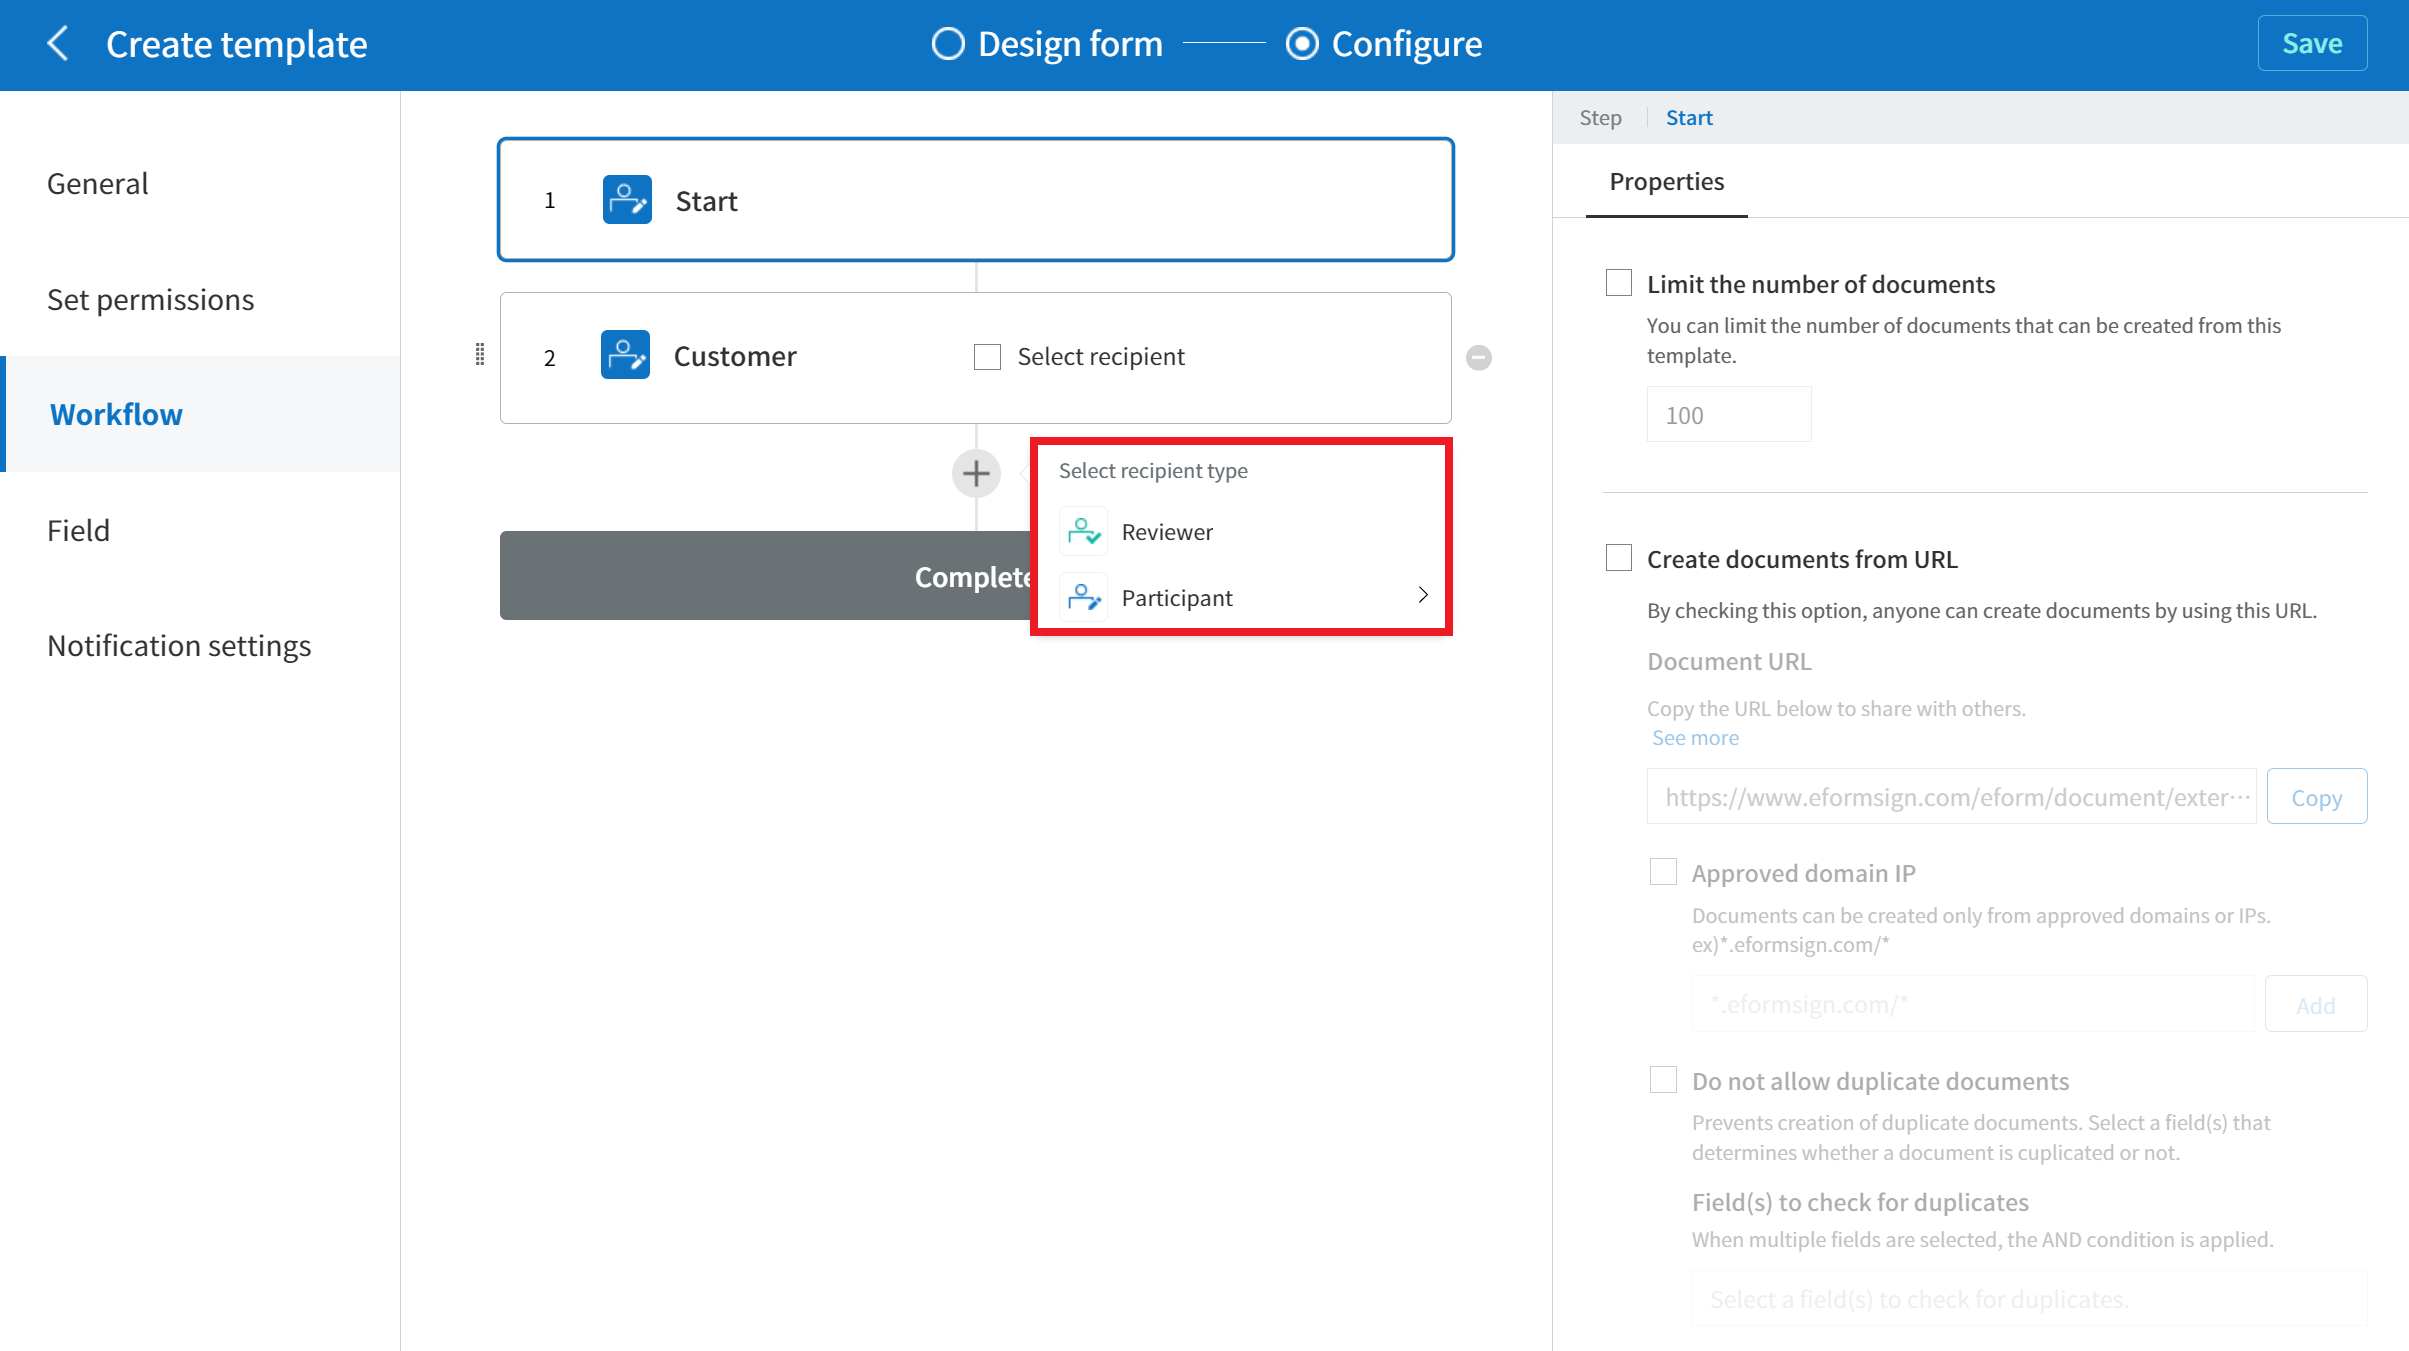 Create template
Design form
Configure
Save
General
Set permissions
Workflow
Field
Notification settings
1
Start
2
Customer
Select recipient
Select recipient type
Reviewer
Participant
Complete
Step
Start
Properties
Limit the number of documents
You can limit the number of documents that can be created from this
template.
100
Create documents from URL
By checking this option, anyone can create documents by using this URL.
Document URL
Copy the URL below to share with others.
See more
https://www.eformsign.com/eform/document/exter···
Copy
Approved domain IP
Documents can be created only from approved domains or IPs.
ex)*.eformsign.com/*
*.eformsign.com/*
Add
Do not allow duplicate documents
Prevents creation of duplicate documents. Select a field(s) that
determines whether a document is cuplicated or not.
Field(s) to check for duplicates
When multiple fields are selected, the AND condition is applied.
Select a field(s) to check for duplicates.